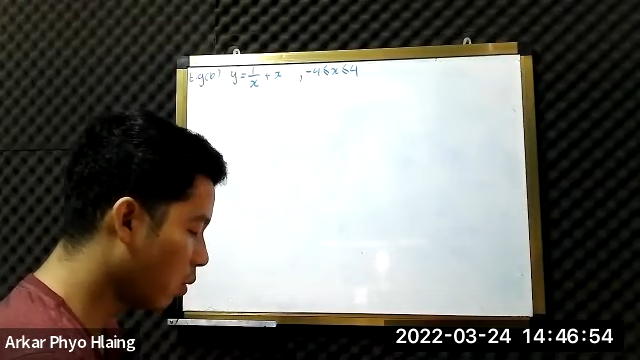 E.g(b) y = 1/x + x , -4 ≤ x ≤ 4
Arkar Phyo Hlaing
2022-03-24 14:46:54